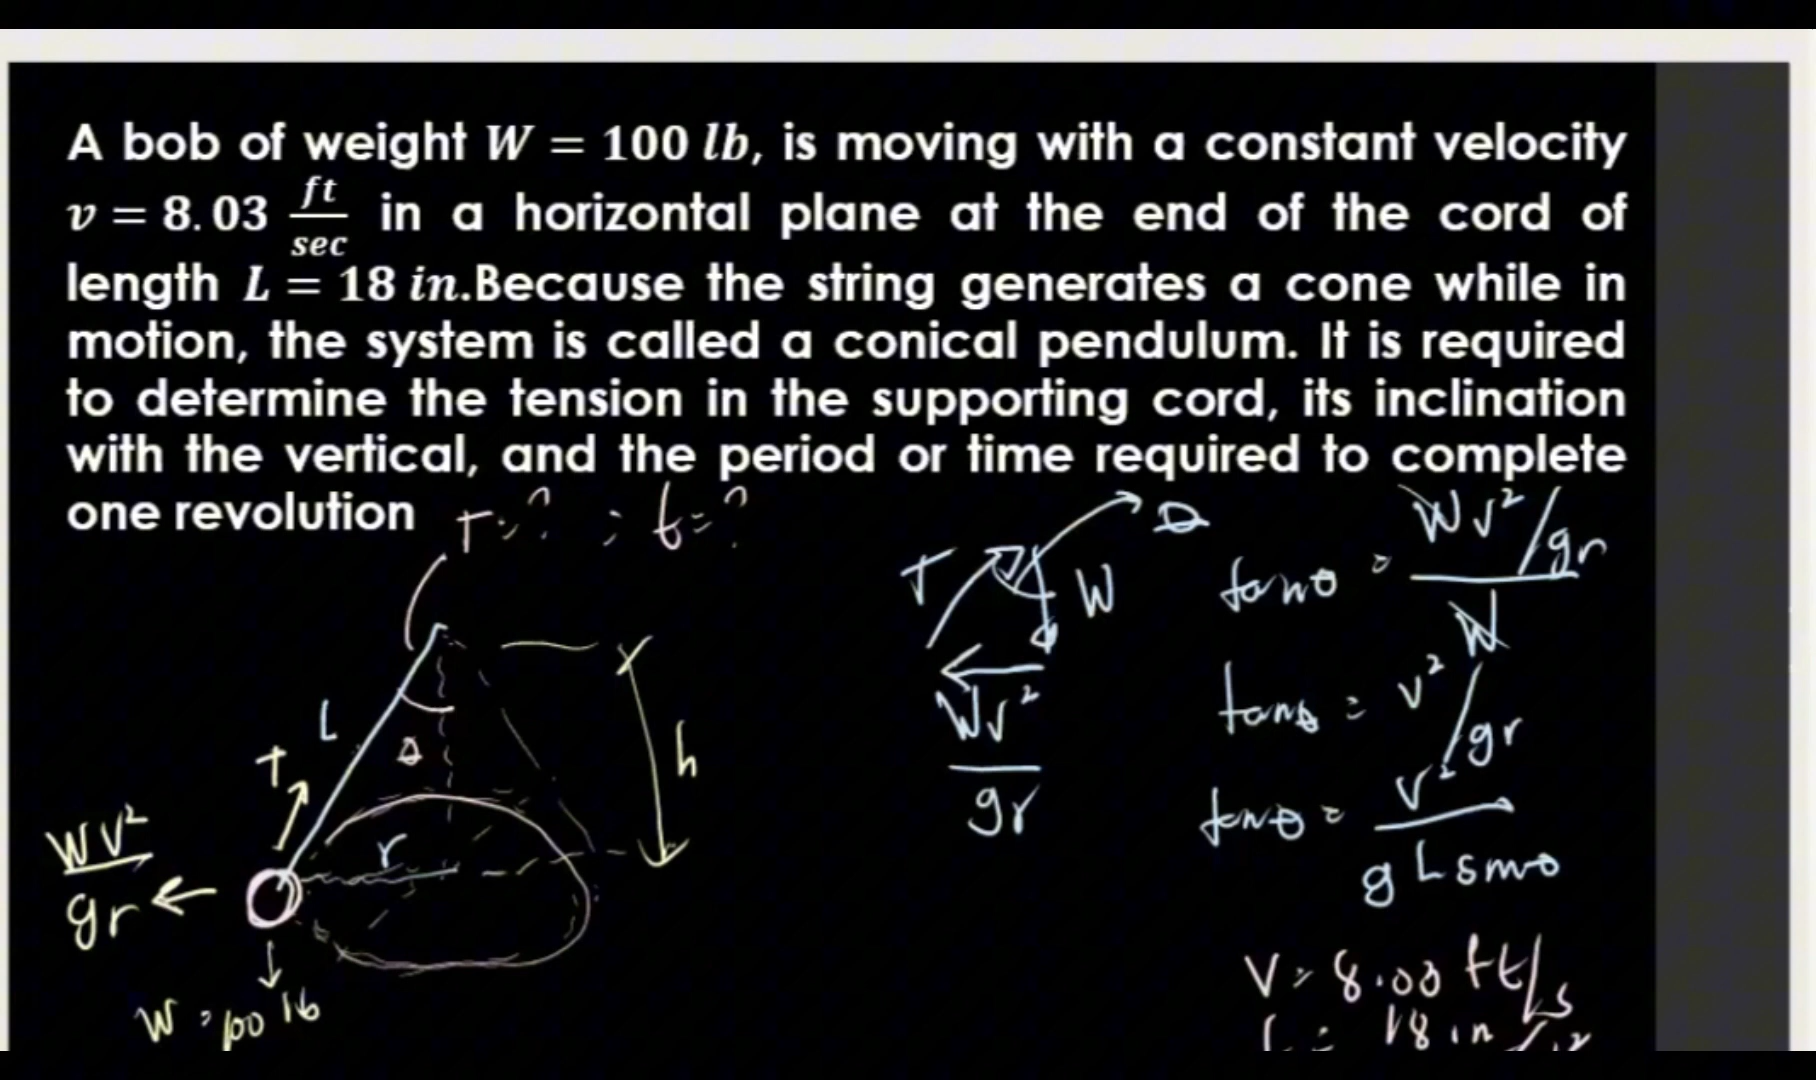 A bob of weight W = 100 lb, is moving with a constant velocity
v = 8.03 ft/sec in a horizontal plane at the end of the cord of
length L = 18 in.Because the string generates a cone while in
motion, the system is called a conical pendulum. It is required
to determine the tension in the supporting cord, its inclination
with the vertical, and the period or time required to complete
one revolution
T = ? ; t = ?
L
T
θ
h
r
Wv²/gr
W = 100 lb
T
θ
W
Wv²/gr
tanθ = Wv²/gr / W
tanθ = v²/gr
tanθ = v²/g L sinθ
V = 8.03 ft/s
L = 18 in